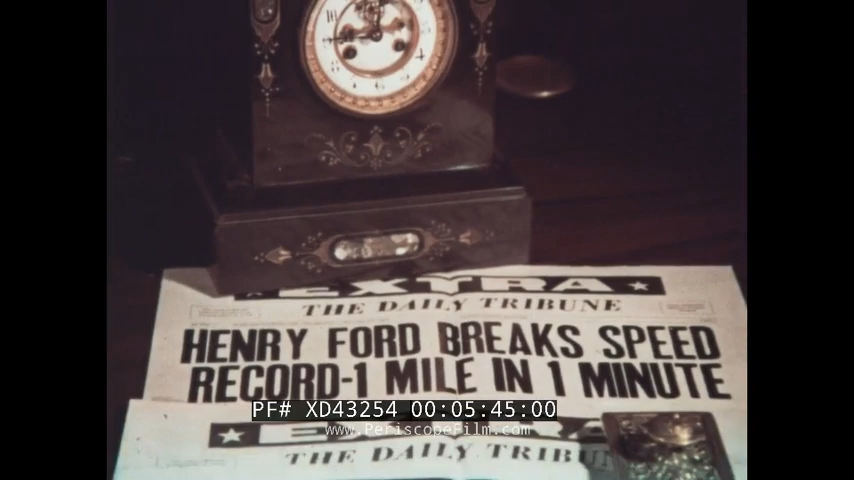 EXTRA
THE DAILY TRIBUNE
HENRY FORD BREAKS SPEED
RECORD-1 MILE IN 1 MINUTE
PF# XD43254 00:05:45:00
www.PeriscopeFilm.com
EXTRA
THE DAILY TRIBUN